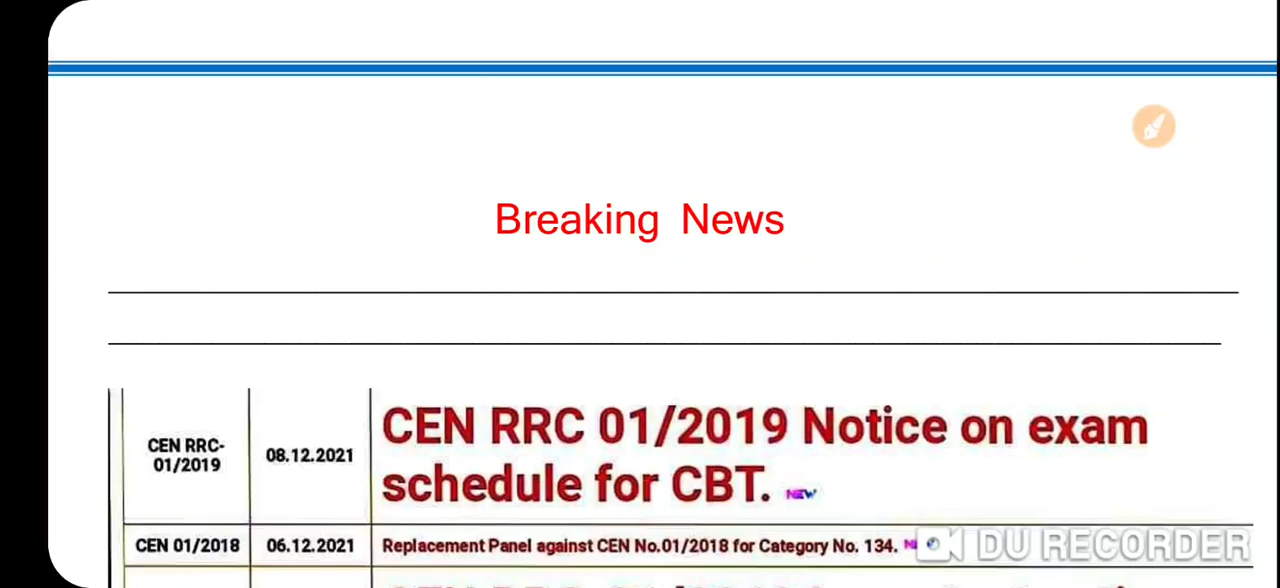 Breaking News
CEN RRC-
01/2019
08.12.2021
CEN RRC 01/2019 Notice on exam
schedule for CBT. NEW
CEN 01/2018
06.12.2021
Replacement Panel against CEN No.01/2018 for Category No. 134.
DU RECORDER